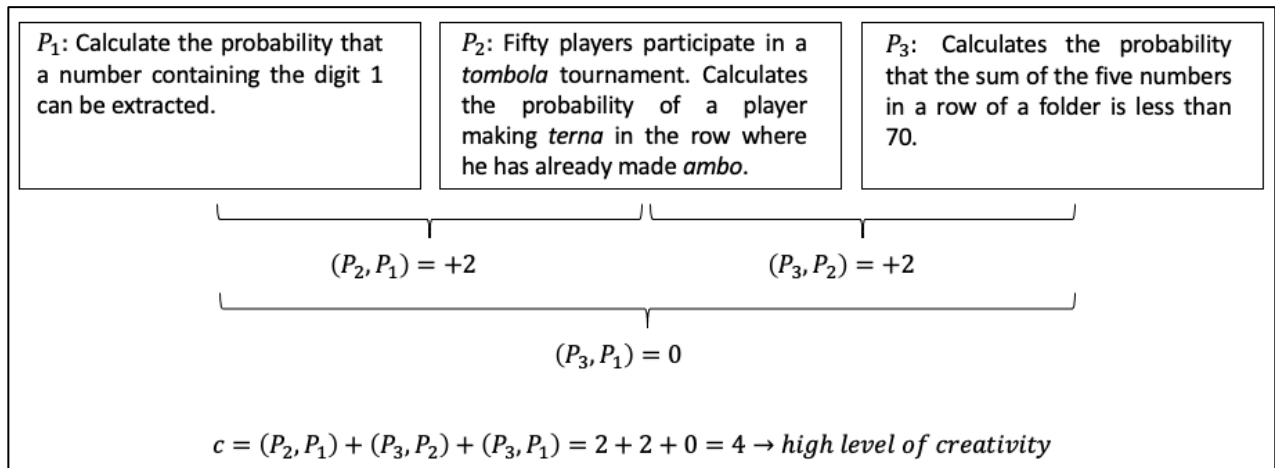 P₁: Calculate the probability that
a number containing the digit 1
can be extracted.
P₂: Fifty players participate in a
tombola tournament. Calculates
the probability of a player
making terna in the row where
he has already made ambo.
P₃: Calculates the probability
that the sum of the five numbers
in a row of a folder is less than
70.
(P₂, P₁) = +2
(P₃, P₂) = +2
(P₃, P₁) = 0
c = (P₂, P₁) + (P₃, P₂) + (P₃, P₁) = 2 + 2 + 0 = 4 → high level of creativity